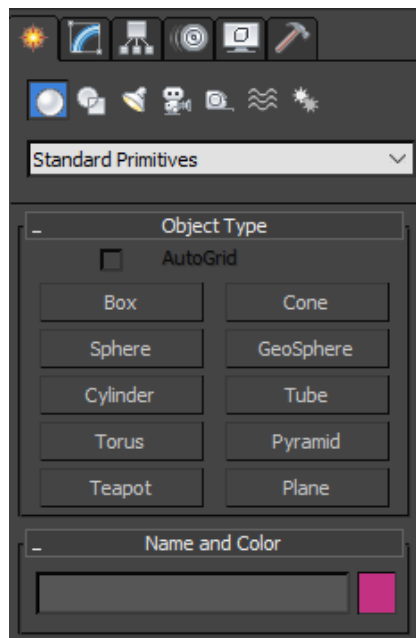 Standard Primitives
Object Type
AutoGrid
Box Cone
Sphere GeoSphere
Cylinder Tube
Torus Pyramid
Teapot Plane
Name and Color